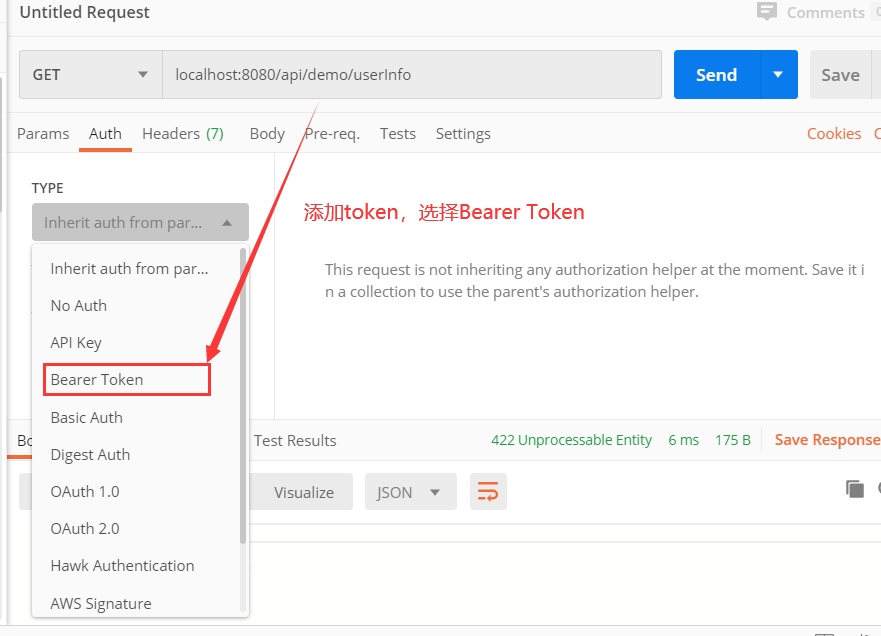 Untitled Request
Comments
GET
localhost:8080/api/demo/userInfo
Send
Save
Params
Auth
Headers (7)
Body
Pre-req.
Tests
Settings
Cookies
TYPE
Inherit auth from par...
添加token，选择Bearer Token
Inherit auth from par...
This request is not inheriting any authorization helper at the moment. Save it i
n a collection to use the parent's authorization helper.
No Auth
API Key
Bearer Token
Basic Auth
Digest Auth
OAuth 1.0
OAuth 2.0
Hawk Authentication
AWS Signature
Test Results
422 Unprocessable Entity
6 ms
175 B
Save Response
Visualize
JSON